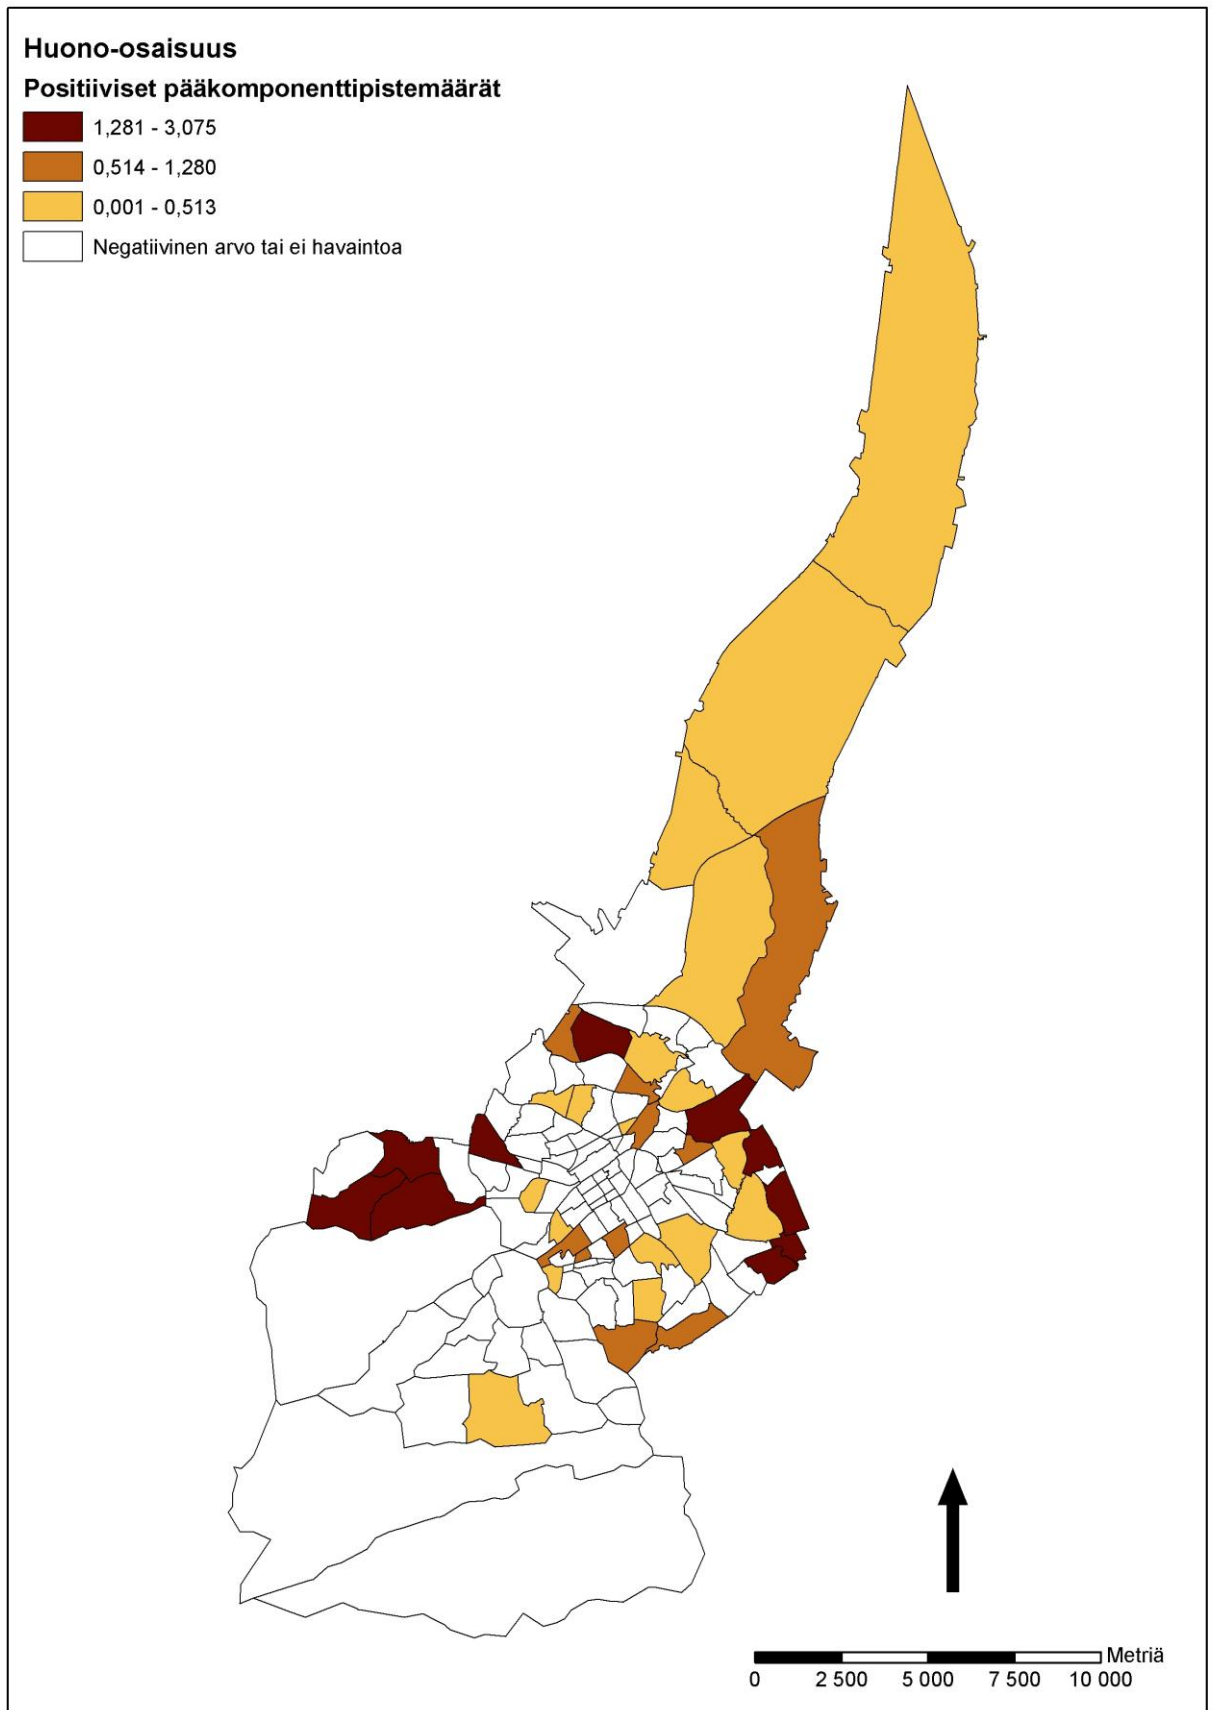 Huono-osaisuus
Positiiviset pääkomponenttipistemäärät
1,281 - 3,075
0,514 - 1,280
0,001 - 0,513
Negatiivinen arvo tai ei havaintoa
Metriä
0 2 500 5 000 7 500 10 000